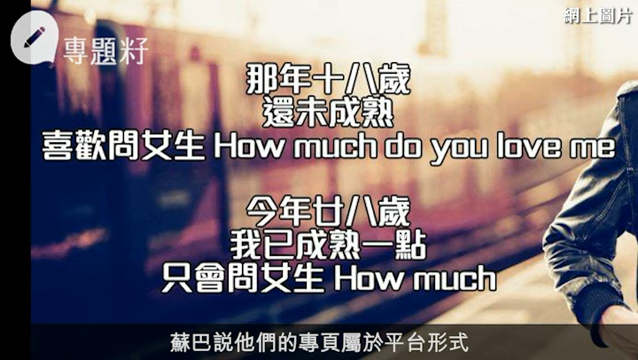 網上圖片
專題籽
那年十八歲
還未成熟
喜歡問女生 How much do you love me
今年廿八歲
我已成熟一點
只會問女生 How much
蘇巴説他們的專頁屬於平台形式